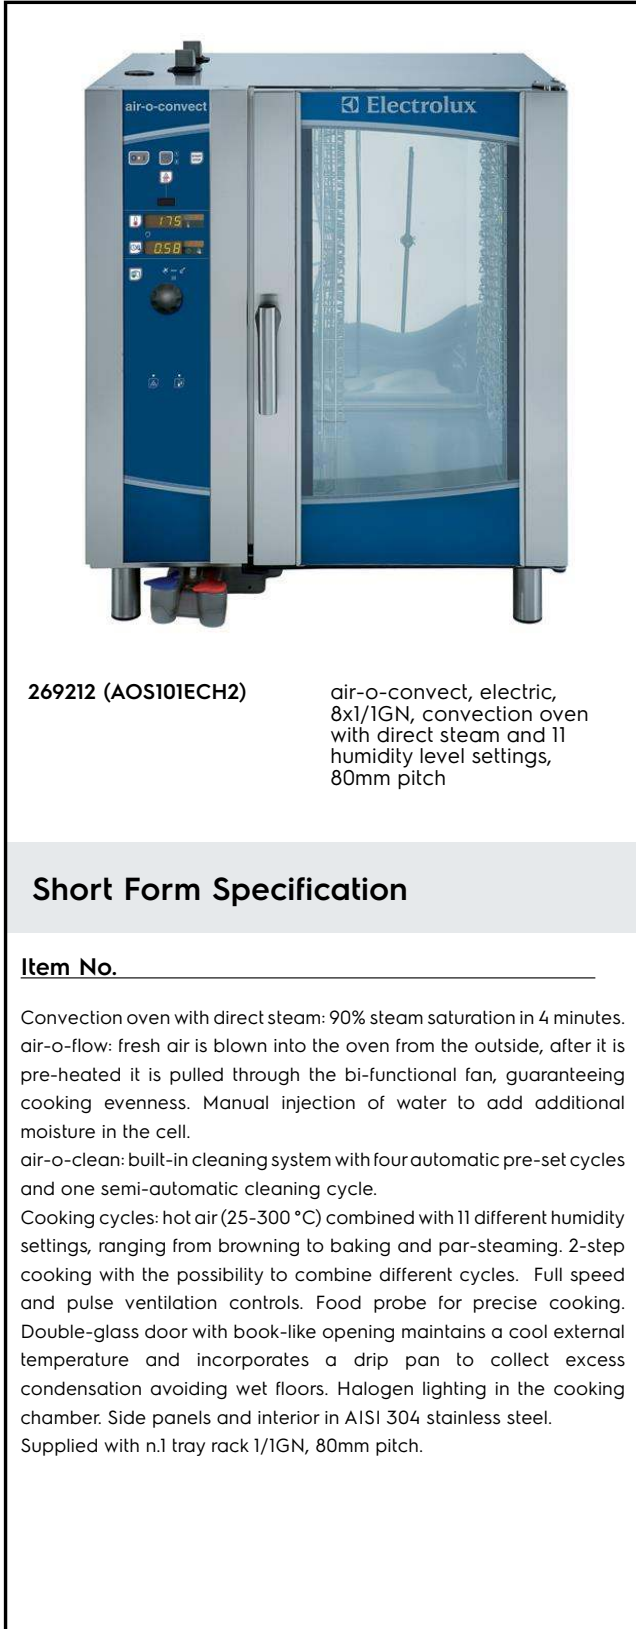 air-o-convect
Electrolux
175
0.58
269212 (AOS101ECH2)
air-o-convect, electric,
8x1/1GN, convection oven
with direct steam and 11
humidity level settings,
80mm pitch
Short Form Specification
Item No.
Convection oven with direct steam: 90% steam saturation in 4 minutes.
air-o-flow: fresh air is blown into the oven from the outside, after it is
pre-heated it is pulled through the bi-functional fan, guaranteeing
cooking evenness. Manual injection of water to add additional
moisture in the cell.
air-o-clean: built-in cleaning system with four automatic pre-set cycles
and one semi-automatic cleaning cycle.
Cooking cycles: hot air (25-300 °C) combined with 11 different humidity
settings, ranging from browning to baking and par-steaming. 2-step
cooking with the possibility to combine different cycles. Full speed
and pulse ventilation controls. Food probe for precise cooking.
Double-glass door with book-like opening maintains a cool external
temperature and incorporates a drip pan to collect excess
condensation avoiding wet floors. Halogen lighting in the cooking
chamber. Side panels and interior in AISI 304 stainless steel.
Supplied with n.1 tray rack 1/1GN, 80mm pitch.